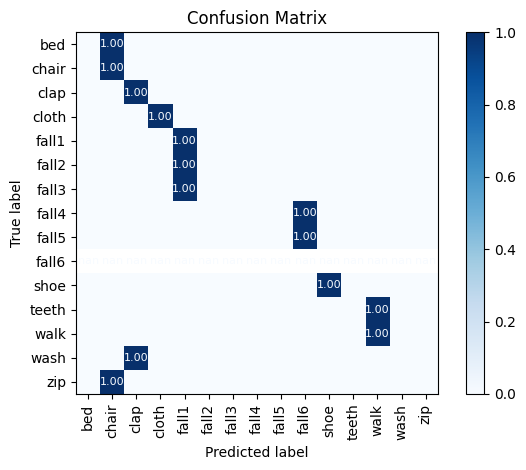 Confusion Matrix
bed 1.00
chair 1.00
clap 1.00
cloth 1.00
fall1 1.00
fall2 1.00
fall3 1.00
fall4 1.00
fall5 1.00
fall6
shoe 1.00
teeth 1.00
walk 1.00
wash 1.00
zip 1.00
True label
bed chair clap cloth fall1 fall2 fall3 fall4 fall5 fall6 shoe teeth walk wash zip
Predicted label
1.0
0.8
0.6
0.4
0.2
0.0